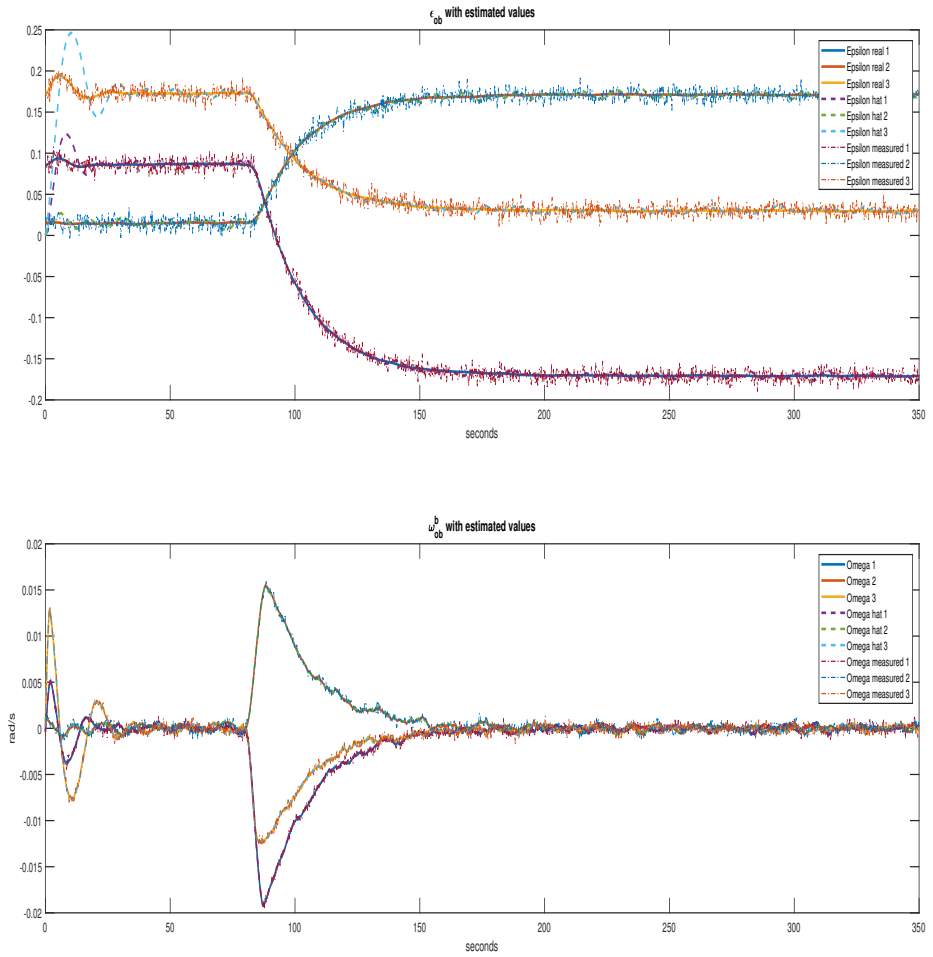 ϵob with estimated values
0.25
0.2
0.15
0.1
0.05
0
-0.05
-0.1
-0.15
-0.2
0 50 100 150 200 250 300 350
seconds
Epsilon real 1
Epsilon real 2
Epsilon real 3
Epsilon hat 1
Epsilon hat 2
Epsilon hat 3
Epsilon measured 1
Epsilon measured 2
Epsilon measured 3
ω_ob^b with estimated values
0.02
0.015
0.01
0.005
0
-0.005
-0.01
-0.015
-0.02
rad/s
0 50 100 150 200 250 300 350
seconds
Omega 1
Omega 2
Omega 3
Omega hat 1
Omega hat 2
Omega hat 3
Omega measured 1
Omega measured 2
Omega measured 3